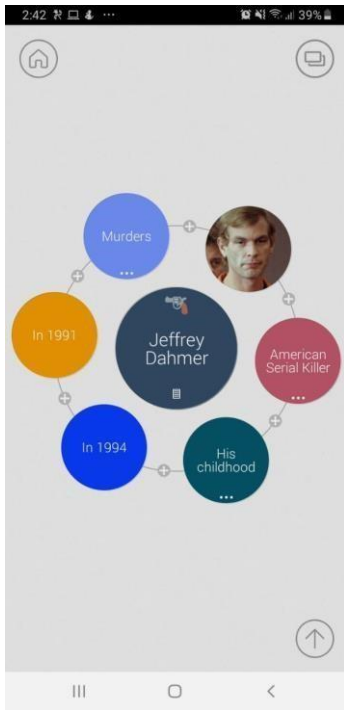 2:42
39%
Murders
In 1991
Jeffrey
Dahmer
American
Serial Killer
In 1994
His
childhood